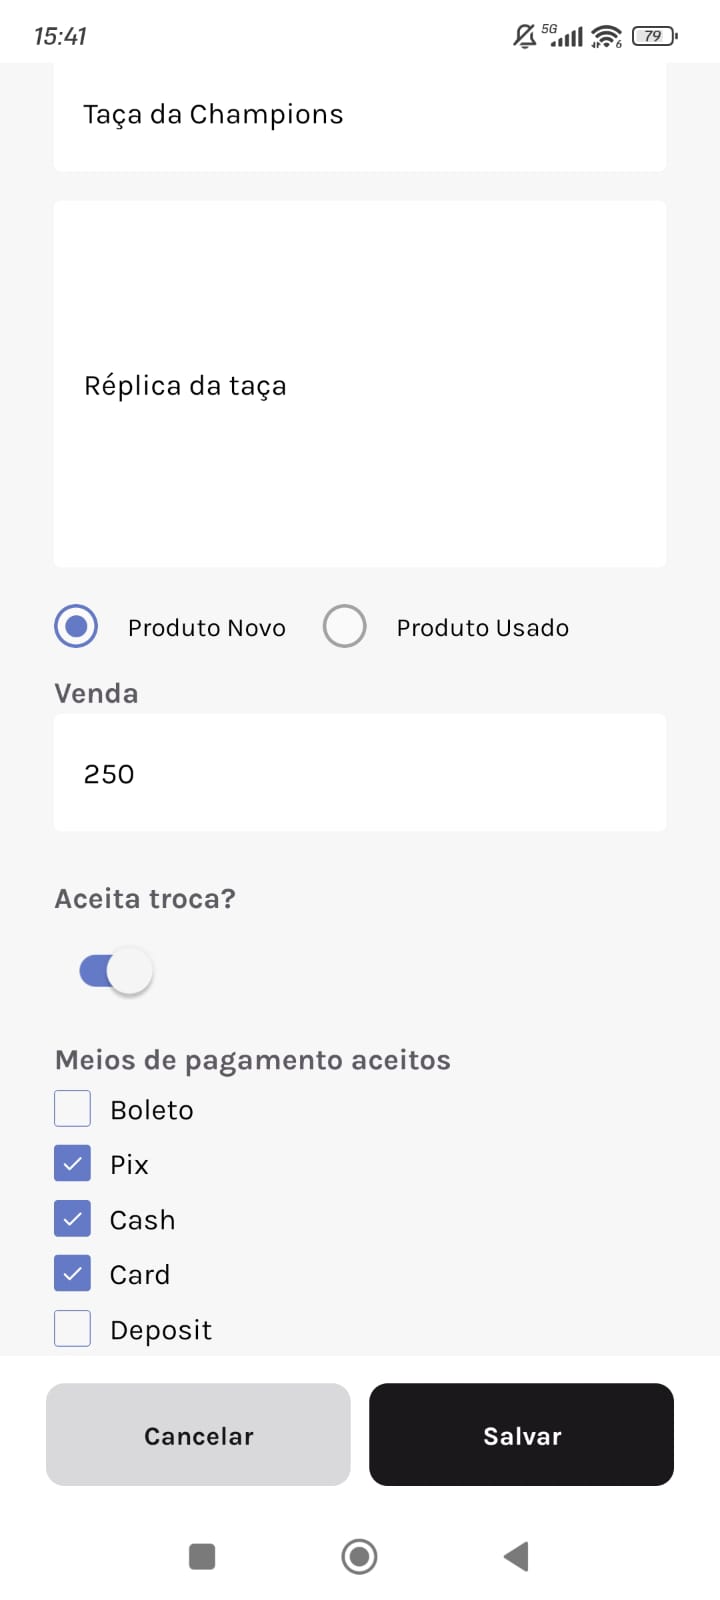 15:41
5G
6
79
Taça da Champions
Réplica da taça
Produto Novo
Produto Usado
Venda
250
Aceita troca?
Meios de pagamento aceitos
Boleto
Pix
Cash
Card
Deposit
Cancelar
Salvar